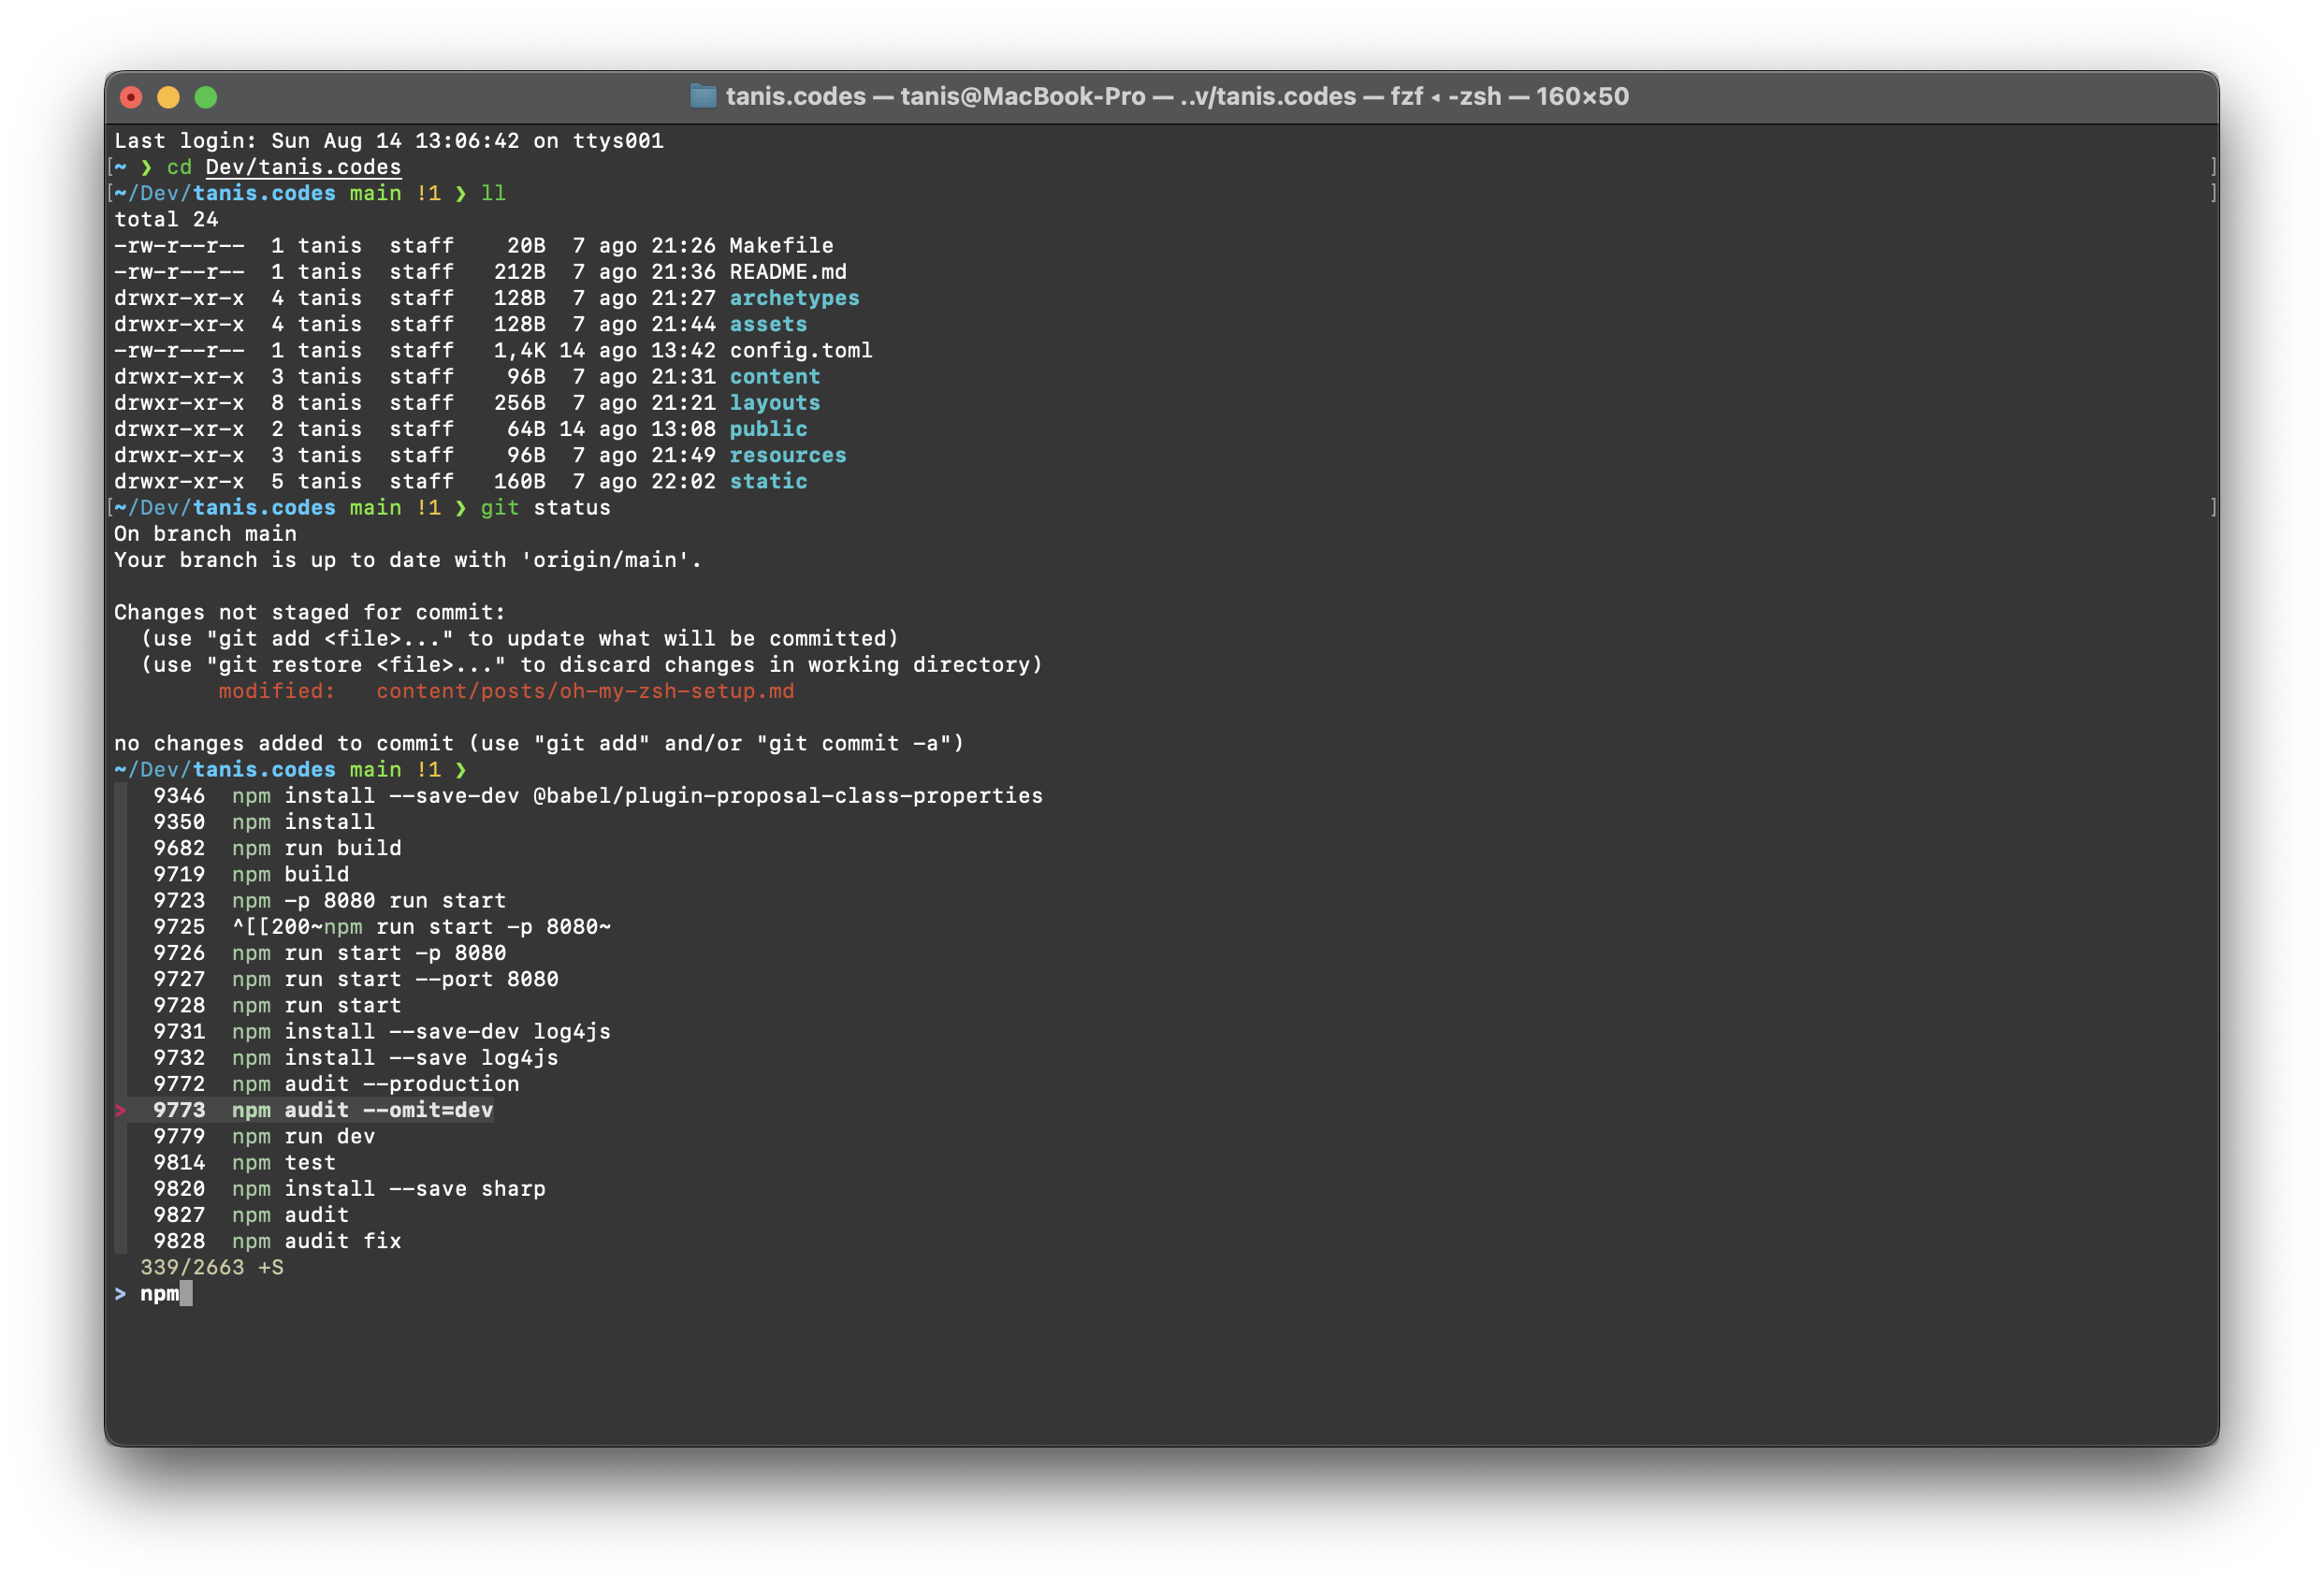 tanis.codes — tanis@MacBook-Pro — ..v/tanis.codes — fzf ◂ -zsh — 160×50
Last login: Sun Aug 14 13:06:42 on ttys001
[~ ❯ cd Dev/tanis.codes ]
[~/Dev/tanis.codes main !1 ❯ ll ]
total 24
-rw-r--r--  1 tanis  staff    20B  7 ago 21:26 Makefile
-rw-r--r--  1 tanis  staff   212B  7 ago 21:36 README.md
drwxr-xr-x  4 tanis  staff   128B  7 ago 21:27 archetypes
drwxr-xr-x  4 tanis  staff   128B  7 ago 21:44 assets
-rw-r--r--  1 tanis  staff   1,4K 14 ago 13:42 config.toml
drwxr-xr-x  3 tanis  staff    96B  7 ago 21:31 content
drwxr-xr-x  8 tanis  staff   256B  7 ago 21:21 layouts
drwxr-xr-x  2 tanis  staff    64B 14 ago 13:08 public
drwxr-xr-x  3 tanis  staff    96B  7 ago 21:49 resources
drwxr-xr-x  5 tanis  staff   160B  7 ago 22:02 static
[~/Dev/tanis.codes main !1 ❯ git status ]
On branch main
Your branch is up to date with 'origin/main'.

Changes not staged for commit:
  (use "git add <file>..." to update what will be committed)
  (use "git restore <file>..." to discard changes in working directory)
        modified:   content/posts/oh-my-zsh-setup.md

no changes added to commit (use "git add" and/or "git commit -a")
~/Dev/tanis.codes main !1 ❯
   9346  npm install --save-dev @babel/plugin-proposal-class-properties
   9350  npm install
   9682  npm run build
   9719  npm build
   9723  npm -p 8080 run start
   9725  ^[[200~npm run start -p 8080~
   9726  npm run start -p 8080
   9727  npm run start --port 8080
   9728  npm run start
   9731  npm install --save-dev log4js
   9732  npm install --save log4js
   9772  npm audit --production
>  9773  npm audit --omit=dev
   9779  npm run dev
   9814  npm test
   9820  npm install --save sharp
   9827  npm audit
   9828  npm audit fix
  339/2663 +S
> npm